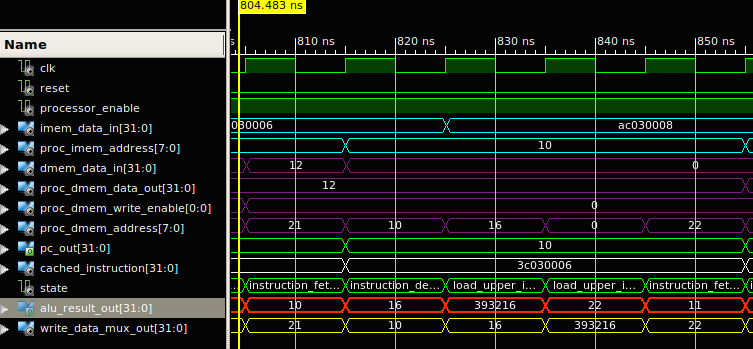 804.483 ns
s 810 ns 820 ns 830 ns 840 ns 850 ns
Name
clk
reset
processor_enable
imem_data_in[31:0] 030006 ac030008
proc_imem_address[7:0] 10
dmem_data_in[31:0] 12 0
proc_dmem_data_out[31:0] 12
proc_dmem_write_enable[0:0] 0
proc_dmem_address[7:0] 21 10 16 0 22
pc_out[31:0] 10
cached_instruction[31:0] 3c030006
state ... instruction_fet... instruction_de... load_upper_i... load_upper_i... instruction_fet...
alu_result_out[31:0] 10 16 393216 22 11
write_data_mux_out[31:0] 21 10 16 393216 22